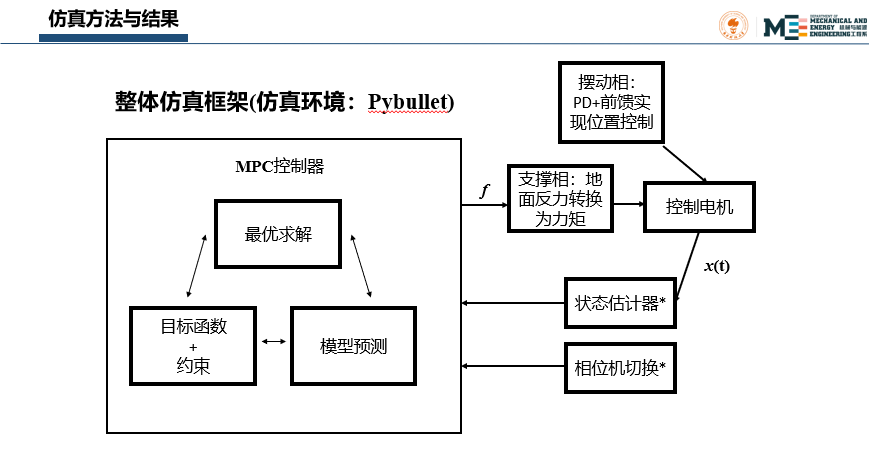 仿真方法与结果
DEPARTMENT OF
MECHANICAL AND
ENERGY 机械与能源
ENGINEERING 工程系
整体仿真框架(仿真环境：Pybullet)
摆动相：
PD+前馈实
现位置控制
MPC控制器
f
支撑相：地
面反力转换
为力矩
控制电机
最优求解
x(t)
状态估计器*
目标函数
+
约束
模型预测
相位机切换*